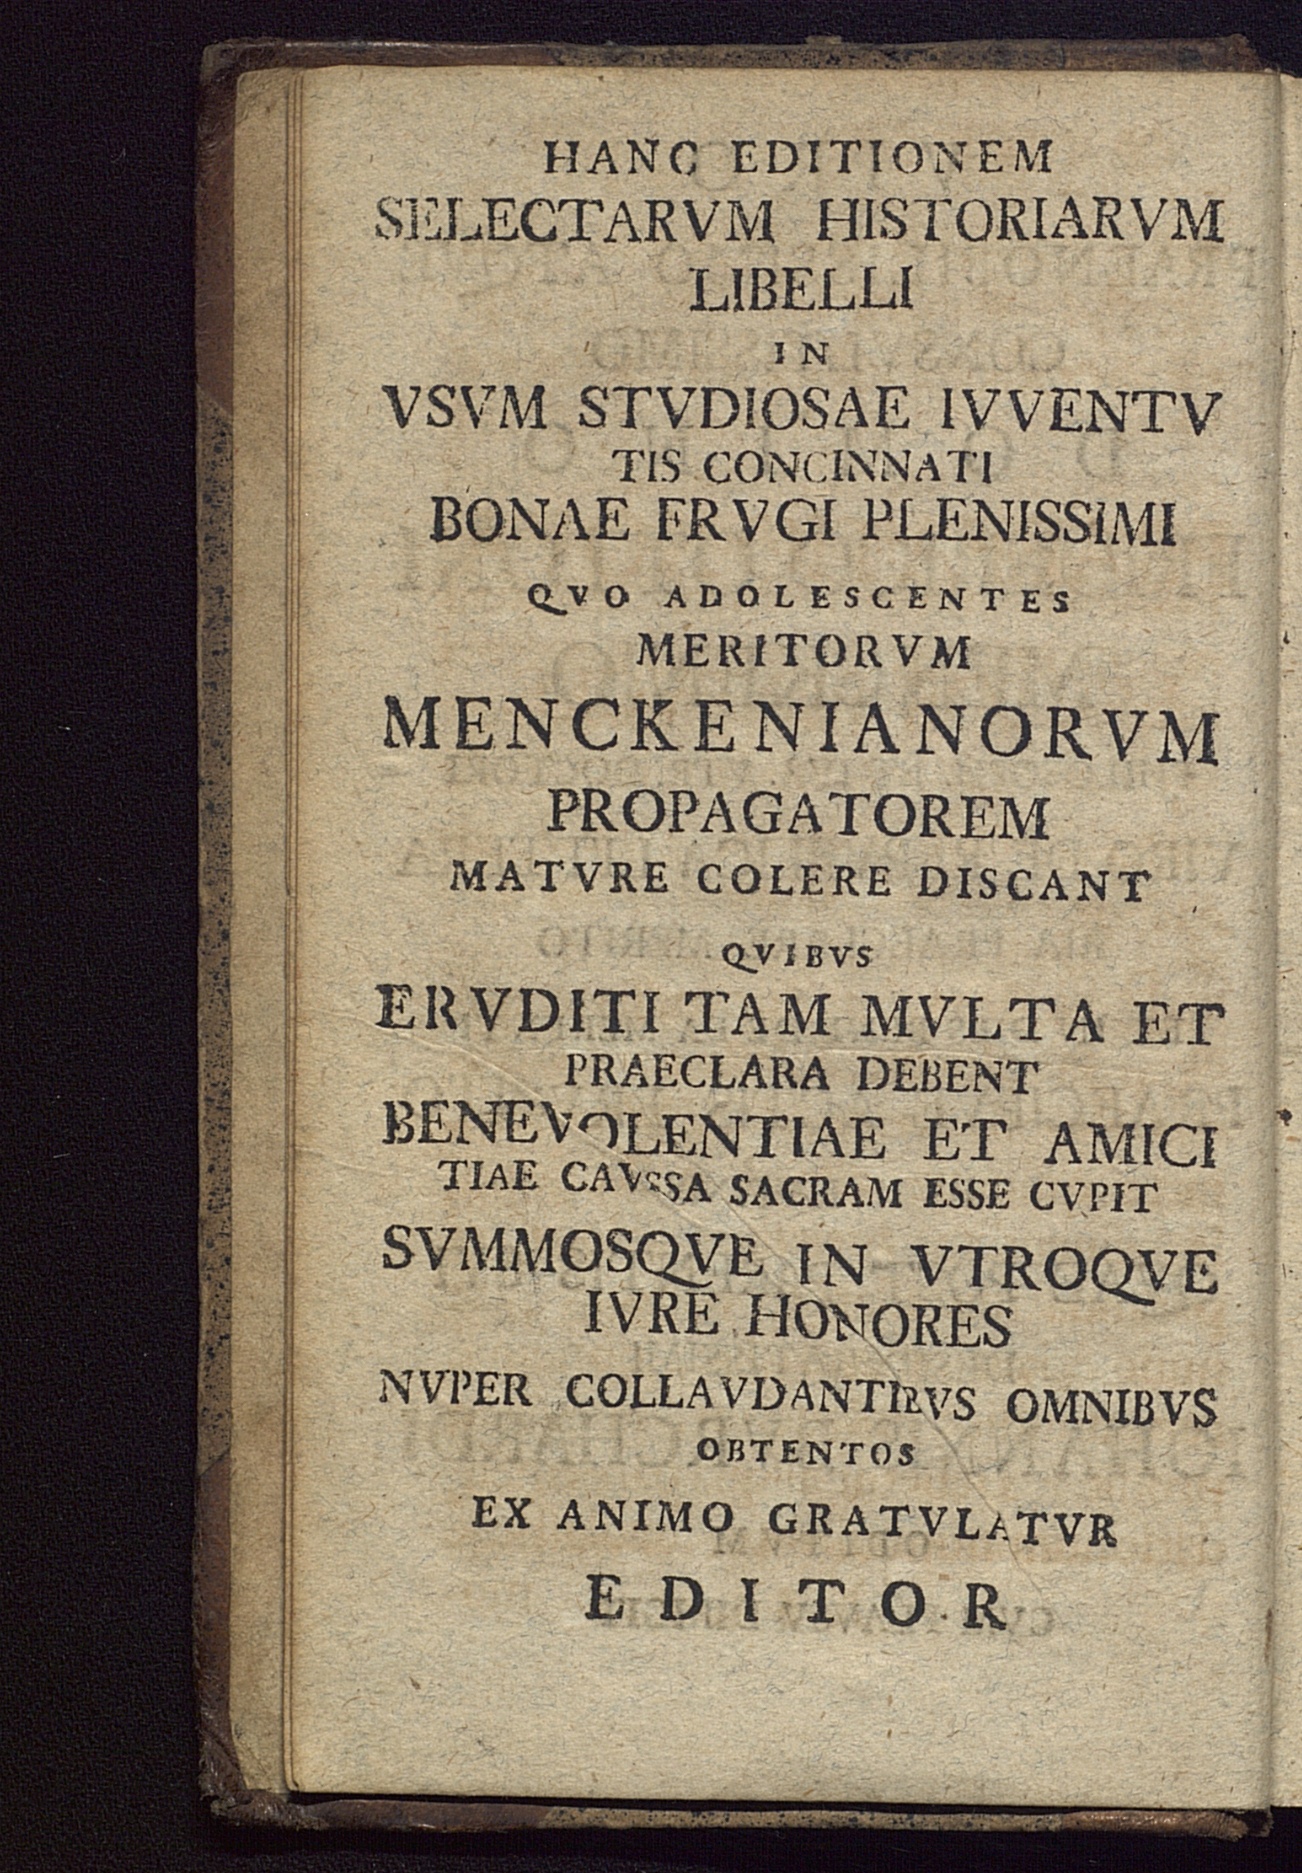 HANC EDITIONEM
SELECTARVM HISTORIARVM
LIBELLI
IN
VSVM STVDIOSAE IVVENTV
TIS CONCINNATI
BONAE FRVGI PLENISSIMI
QVO ADOLESCENTES
MERITORVM
MENCKENIANORVM
PROPAGATOREM
MATVRE COLERE DISCANT
QVIBVS
ERVDITI TAM MVLTA ET
PRAECLARA DEBENT
BENEVOLENTIAE ET AMICI
TIAE CAVSSA SACRAM ESSE CVPIT
SVMMOSQVE IN VTROQVE
IVRE HONORES
NVPER COLLAVDANTIBVS OMNIBVS
OBTENTOS
EX ANIMO GRATVLATVR
EDITOR